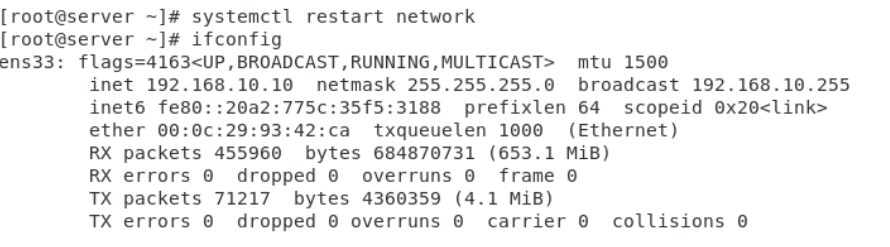 [root@server ~]# systemctl restart network
[root@server ~]# ifconfig
ens33: flags=4163<UP,BROADCAST,RUNNING,MULTICAST>  mtu 1500
        inet 192.168.10.10  netmask 255.255.255.0  broadcast 192.168.10.255
        inet6 fe80::20a2:775c:35f5:3188  prefixlen 64  scopeid 0x20<link>
        ether 00:0c:29:93:42:ca  txqueuelen 1000  (Ethernet)
        RX packets 455960  bytes 684870731 (653.1 MiB)
        RX errors 0  dropped 0  overruns 0  frame 0
        TX packets 71217  bytes 4360359 (4.1 MiB)
        TX errors 0  dropped 0 overruns 0  carrier 0  collisions 0